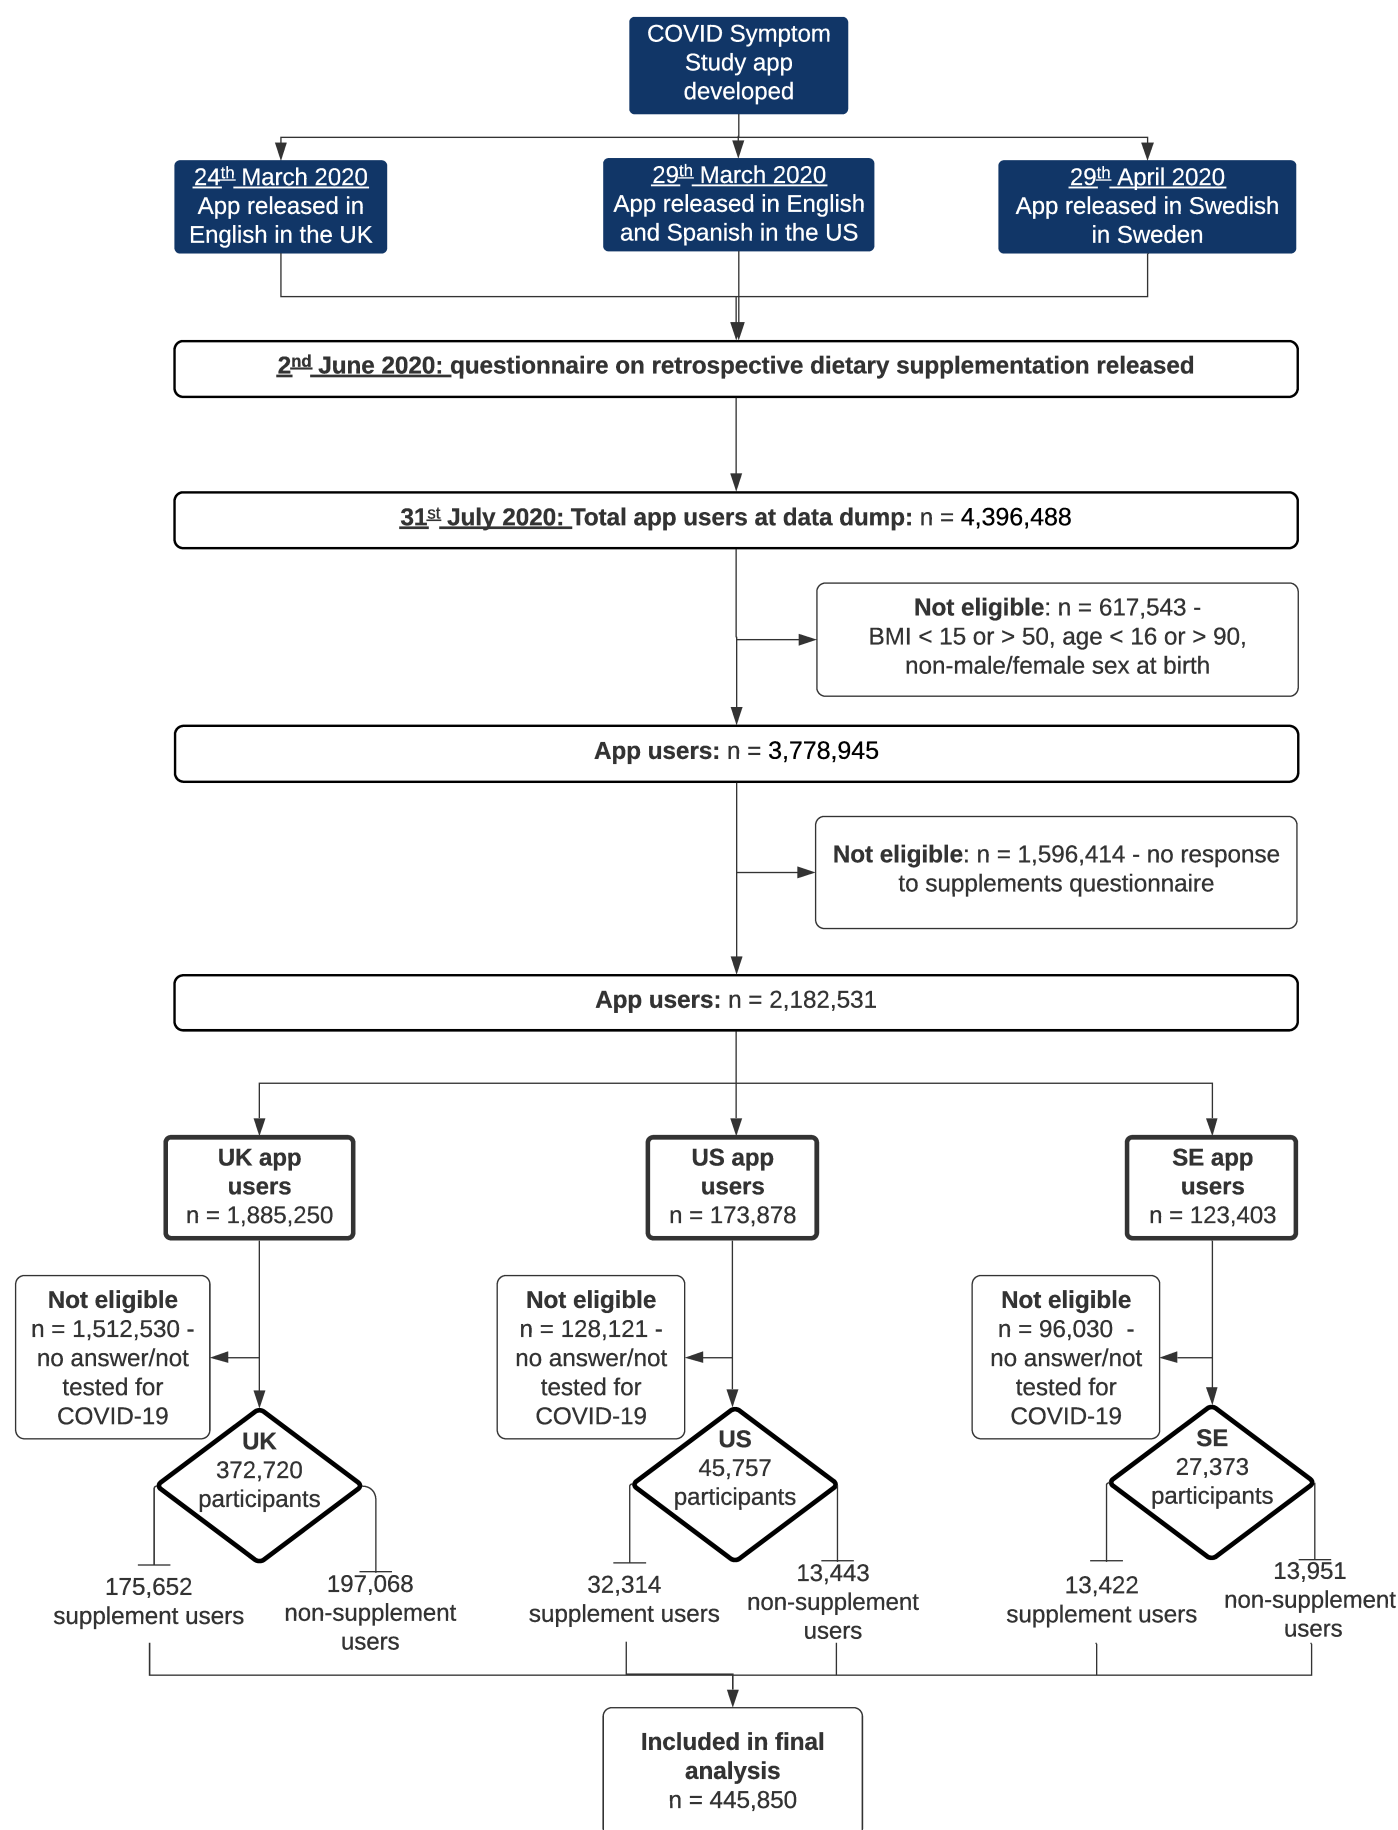 COVID Symptom
Study app
developed
24th March 2020
App released in
English in the UK
29th March 2020
App released in English
and Spanish in the US
29th April 2020
App released in Swedish
in Sweden
2nd June 2020: questionnaire on retrospective dietary supplementation released
31st July 2020: Total app users at data dump: n = 4,396,488
Not eligible: n = 617,543 -
BMI < 15 or > 50, age < 16 or > 90,
non-male/female sex at birth
App users: n = 3,778,945
Not eligible: n = 1,596,414 - no response
to supplements questionnaire
App users: n = 2,182,531
UK app
users
n = 1,885,250
US app
users
n = 173,878
SE app
users
n = 123,403
Not eligible
n = 1,512,530 -
no answer/not
tested for
COVID-19
Not eligible
n = 128,121 -
no answer/not
tested for
COVID-19
Not eligible
n = 96,030 -
no answer/not
tested for
COVID-19
UK
372,720
participants
US
45,757
participants
SE
27,373
participants
175,652
supplement users
197,068
non-supplement
users
32,314
supplement users
13,443
non-supplement
users
13,422
supplement users
13,951
non-supplement
users
Included in final
analysis
n = 445,850